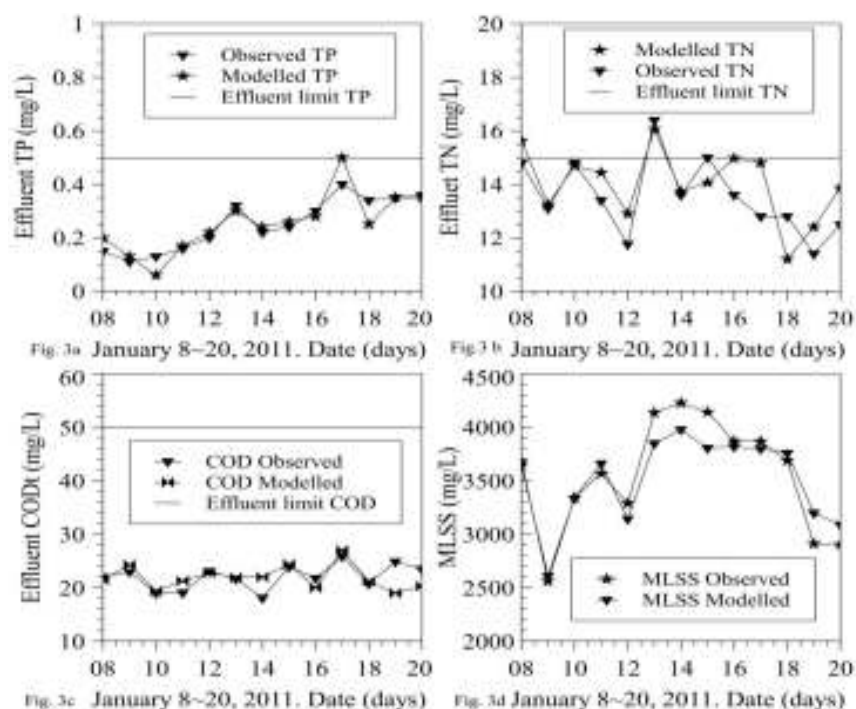 Effluent TP (mg/L)
1
0.8
0.6
0.4
0.2
0
Observed TP
Modelled TP
Effluent limit TP
08 10 12 14 16 18 20
Fig. 3a January 8~20, 2011. Date (days)
Effluet TN (mg/L)
20
18
16
14
12
10
Modelled TN
Observed TN
Effluent limit TN
08 10 12 14 16 18 20
Fig.3 b January 8~20, 2011. Date (days)
Effluent CODt (mg/L)
60
50
40
30
20
10
COD Observed
COD Modelled
Effluent limit COD
08 10 12 14 16 18 20
Fig. 3c January 8~20, 2011. Date (days)
MLSS (mg/L)
4500
4000
3500
3000
2500
2000
MLSS Observed
MLSS Modelled
08 10 12 14 16 18 20
Fig. 3d January 8~20, 2011. Date (days)